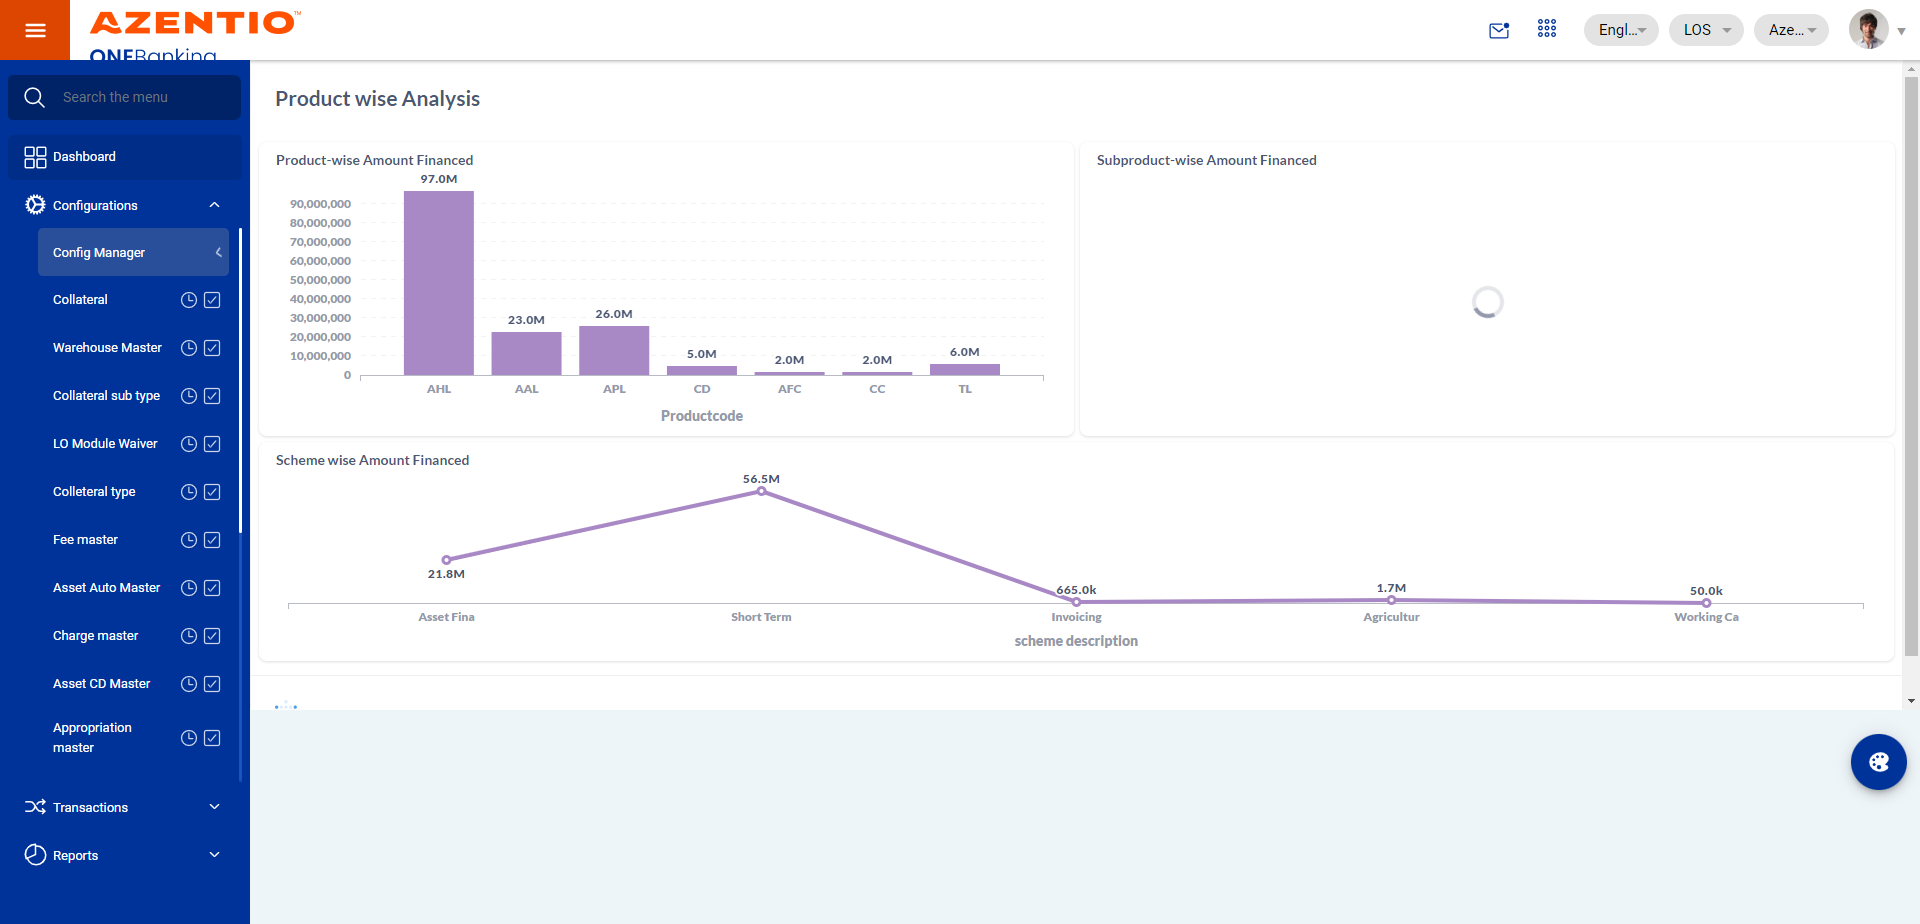 AZENTIO™
ONEBanking
Engl...
LOS
Aze...
Search the menu
Dashboard
Configurations
Config Manager
Collateral
Warehouse Master
Collateral sub type
LO Module Waiver
Colleteral type
Fee master
Asset Auto Master
Charge master
Asset CD Master
Appropriation
master
Transactions
Reports
Product wise Analysis
Product-wise Amount Financed
97.0M
90,000,000
80,000,000
70,000,000
60,000,000
50,000,000
40,000,000
30,000,000
20,000,000
10,000,000
0
23.0M
26.0M
5.0M
2.0M
2.0M
6.0M
AHL
AAL
APL
CD
AFC
CC
TL
Productcode
Subproduct-wise Amount Financed
Scheme wise Amount Financed
56.5M
21.8M
665.0k
1.7M
50.0k
Asset Fina
Short Term
Invoicing
Agricultur
Working Ca
scheme description